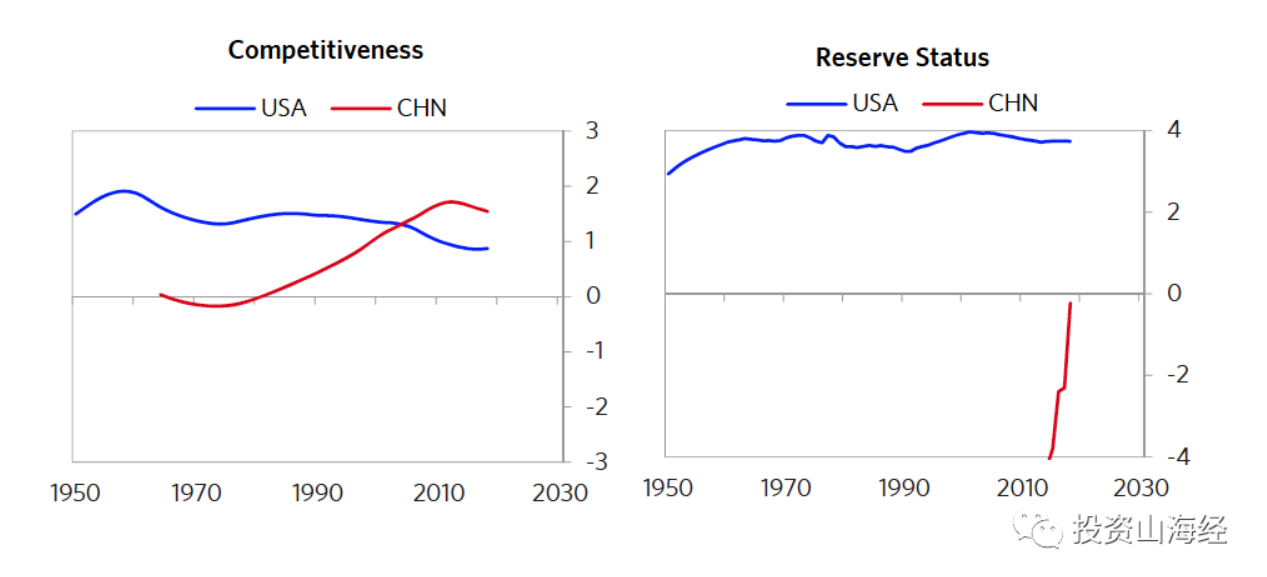 Competitiveness
USA CHN
3
2
1
0
-1
-2
-3
1950 1970 1990 2010 2030
Reserve Status
USA CHN
4
2
0
-2
-4
1950 1970 1990 2010 2030
投资山海经